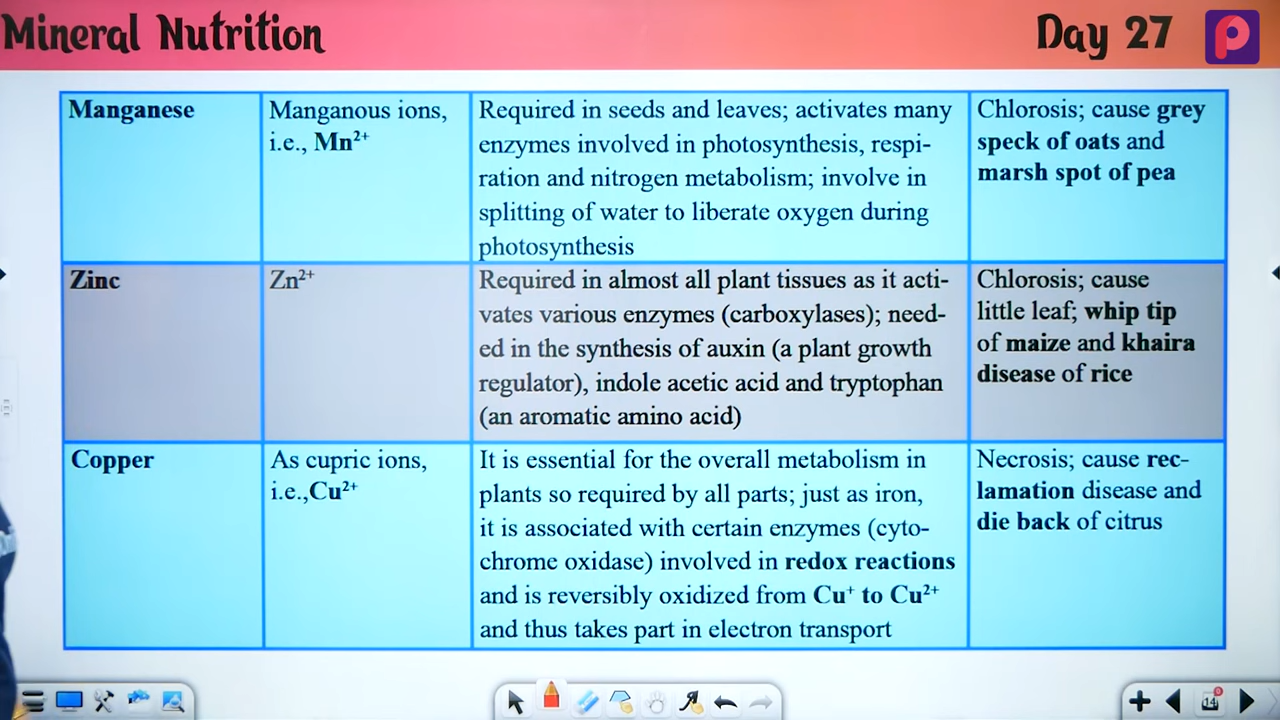 Mineral Nutrition
Day 27
Manganese
Manganous ions,
i.e., Mn²⁺
Required in seeds and leaves; activates many
enzymes involved in photosynthesis, respi-
ration and nitrogen metabolism; involve in
splitting of water to liberate oxygen during
photosynthesis
Chlorosis; cause grey
speck of oats and
marsh spot of pea
Zinc
Zn²⁺
Required in almost all plant tissues as it acti-
vates various enzymes (carboxylases); need-
ed in the synthesis of auxin (a plant growth
regulator), indole acetic acid and tryptophan
(an aromatic amino acid)
Chlorosis; cause
little leaf; whip tip
of maize and khaira
disease of rice
Copper
As cupric ions,
i.e.,Cu²⁺
It is essential for the overall metabolism in
plants so required by all parts; just as iron,
it is associated with certain enzymes (cyto-
chrome oxidase) involved in redox reactions
and is reversibly oxidized from Cu⁺ to Cu²⁺
and thus takes part in electron transport
Necrosis; cause rec-
lamation disease and
die back of citrus
14